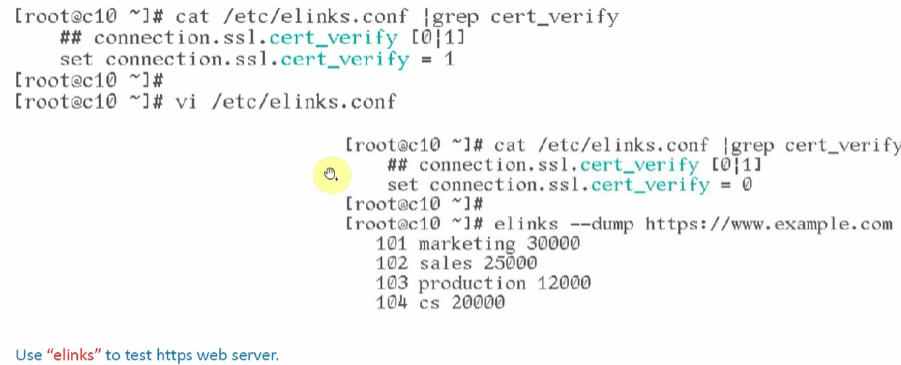 [root@c10 ~]# cat /etc/elinks.conf |grep cert_verify
## connection.ssl.cert_verify [0|1]
set connection.ssl.cert_verify = 1
[root@c10 ~]#
[root@c10 ~]# vi /etc/elinks.conf
[root@c10 ~]# cat /etc/elinks.conf |grep cert_verify
## connection.ssl.cert_verify [0|1]
set connection.ssl.cert_verify = 0
[root@c10 ~]#
[root@c10 ~]# elinks --dump https://www.example.com
101 marketing 30000
102 sales 25000
103 production 12000
104 cs 20000
Use “elinks” to test https web server.